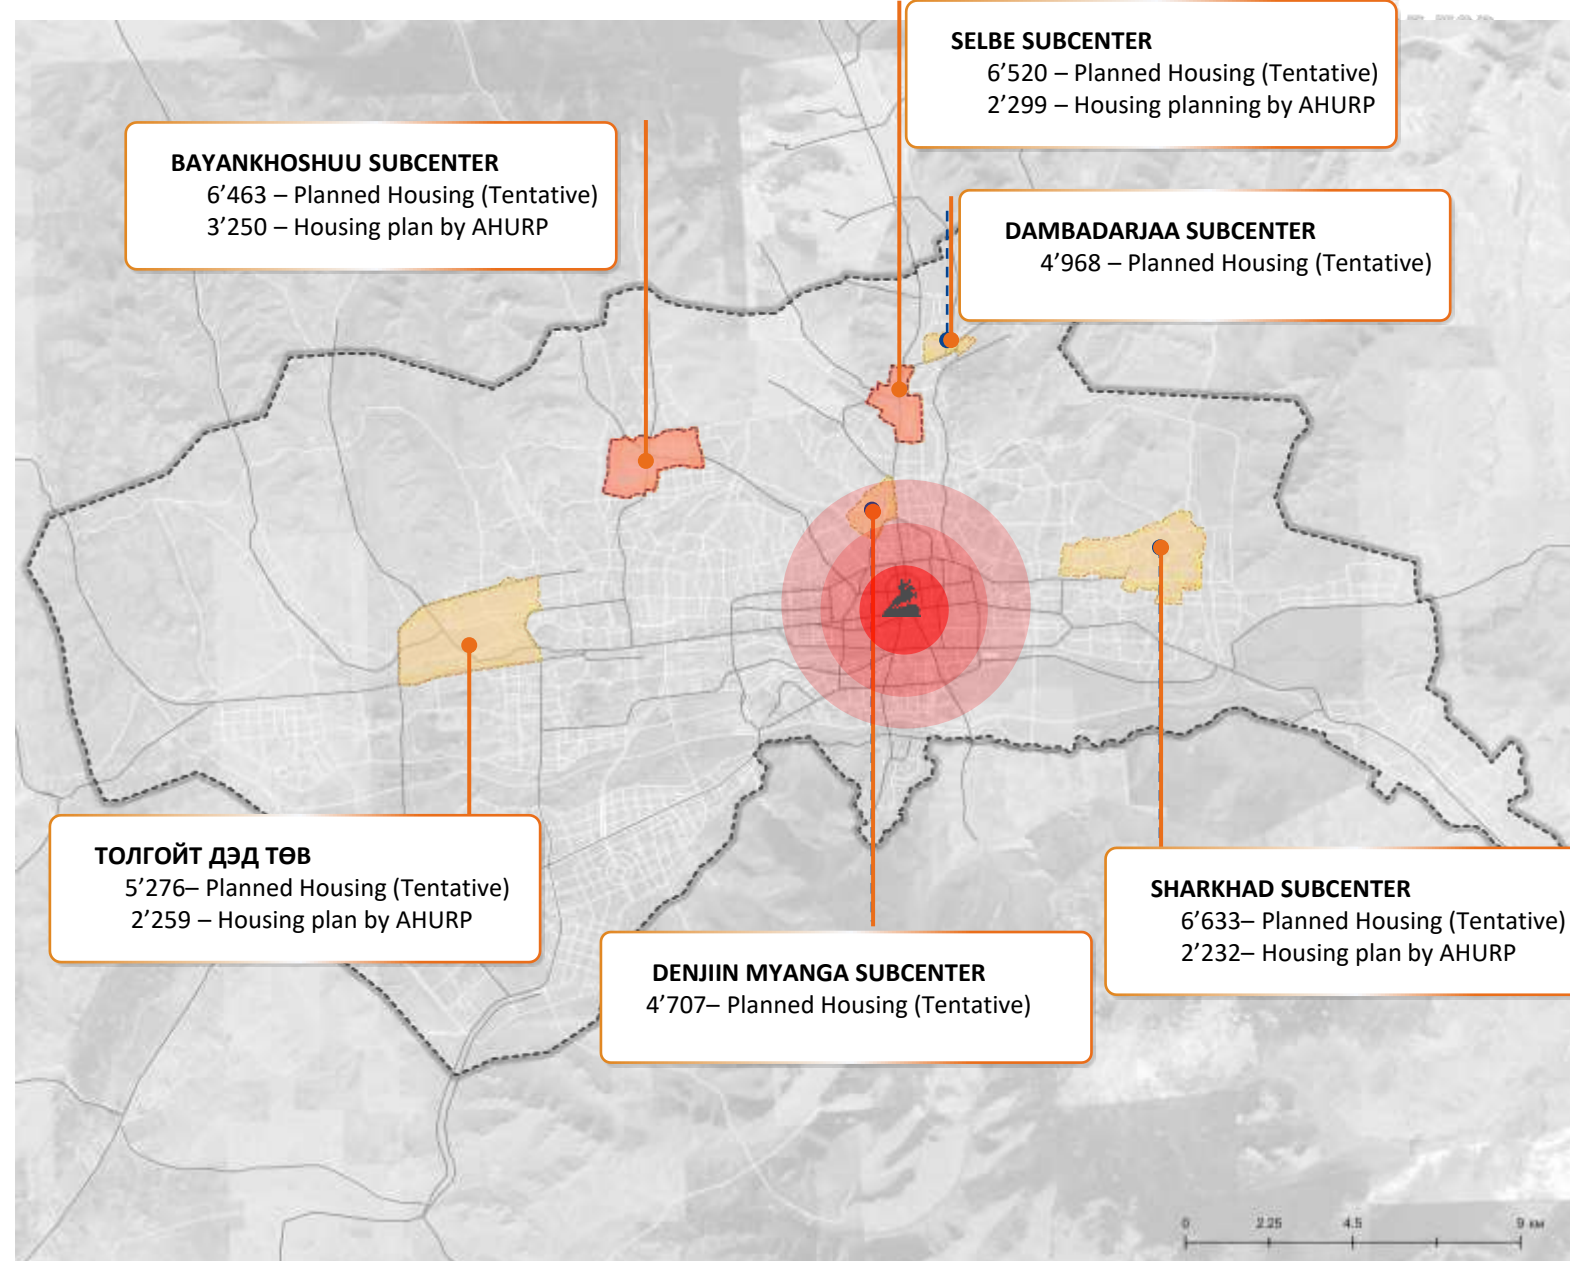 SELBE SUBCENTER
6’520 – Planned Housing (Tentative)
2’299 – Housing planning by AHURP
BAYANKHOSHUU SUBCENTER
6’463 – Planned Housing (Tentative)
3’250 – Housing plan by AHURP
DAMBADARJAA SUBCENTER
4’968 – Planned Housing (Tentative)
ТОЛГОЙТ ДЭД ТӨВ
5’276– Planned Housing (Tentative)
2’259 – Housing plan by AHURP
SHARKHAD SUBCENTER
6’633– Planned Housing (Tentative)
2’232– Housing plan by AHURP
DENJIIN MYANGA SUBCENTER
4’707– Planned Housing (Tentative)
0 2.25 4.5 9 км